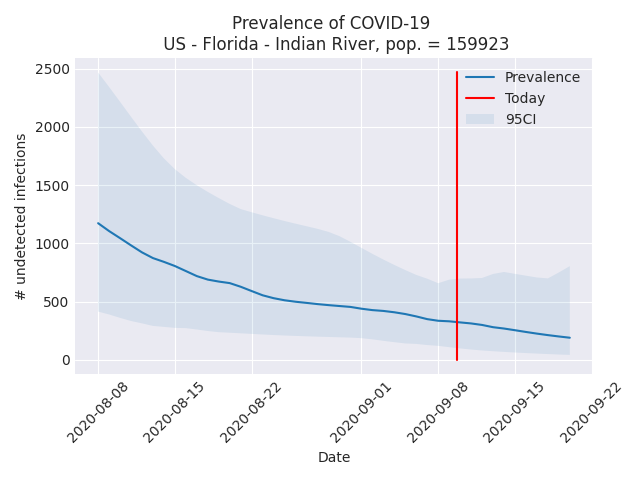 Prevalence of COVID-19
US - Florida - Indian River, pop. = 159923
2500
2000
1500
1000
500
0
# undetected infections
Prevalence
Today
95CI
2020-08-08
2020-08-15
2020-08-22
2020-09-01
2020-09-08
2020-09-15
2020-09-22
Date